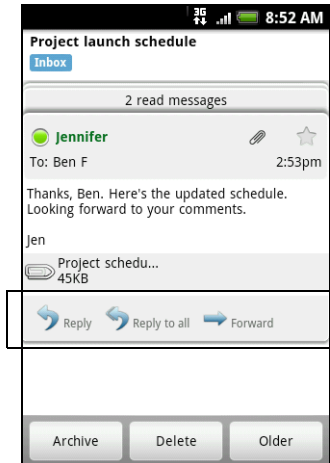 3G 8:52 AM
Project launch schedule
Inbox
2 read messages
Jennifer
To: Ben F 2:53pm
Thanks, Ben. Here's the updated schedule.
Looking forward to your comments.
Jen
Project schedu...
45KB
Reply Reply to all Forward
Archive Delete Older